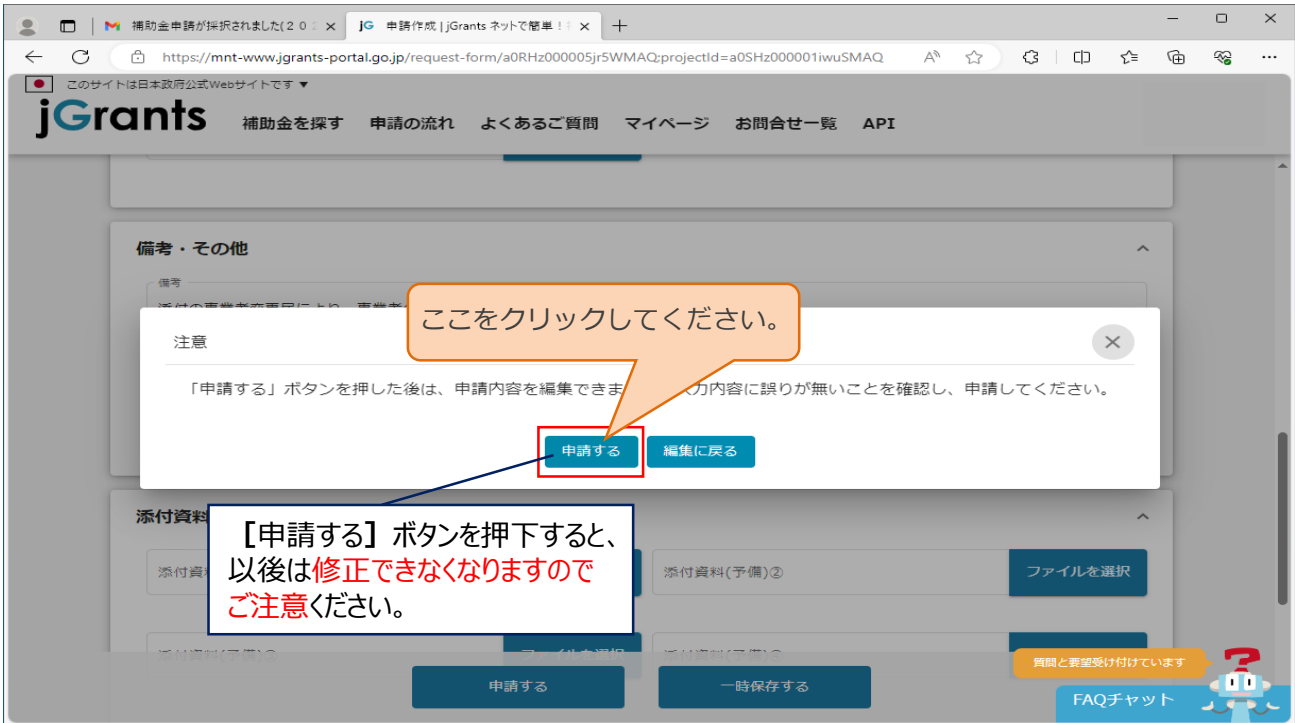 補助金申請が採択されました(２０
jG 申請作成 | jGrants ネットで簡単！
https://mnt-www.jgrants-portal.go.jp/request-form/a0RHz000005jr5WMAQ;projectId=a0SHz000001iwuSMAQ
このサイトは日本政府公式Webサイトです ▼
jGrants 補助金を探す 申請の流れ よくあるご質問 マイページ お問合せ一覧 API
備考・その他
備考
ここをクリックしてください。
注意
「申請する」ボタンを押した後は、申請内容を編集できま 力内容に誤りが無いことを確認し、申請してください。
申請する 編集に戻る
添付資料
【申請する】ボタンを押下すると、
以後は修正できなくなりますので
ご注意ください。
添付資 添付資料(予備)② ファイルを選択
ファイルを選択
申請する 一時保存する
質問と要望受け付けています
FAQチャット